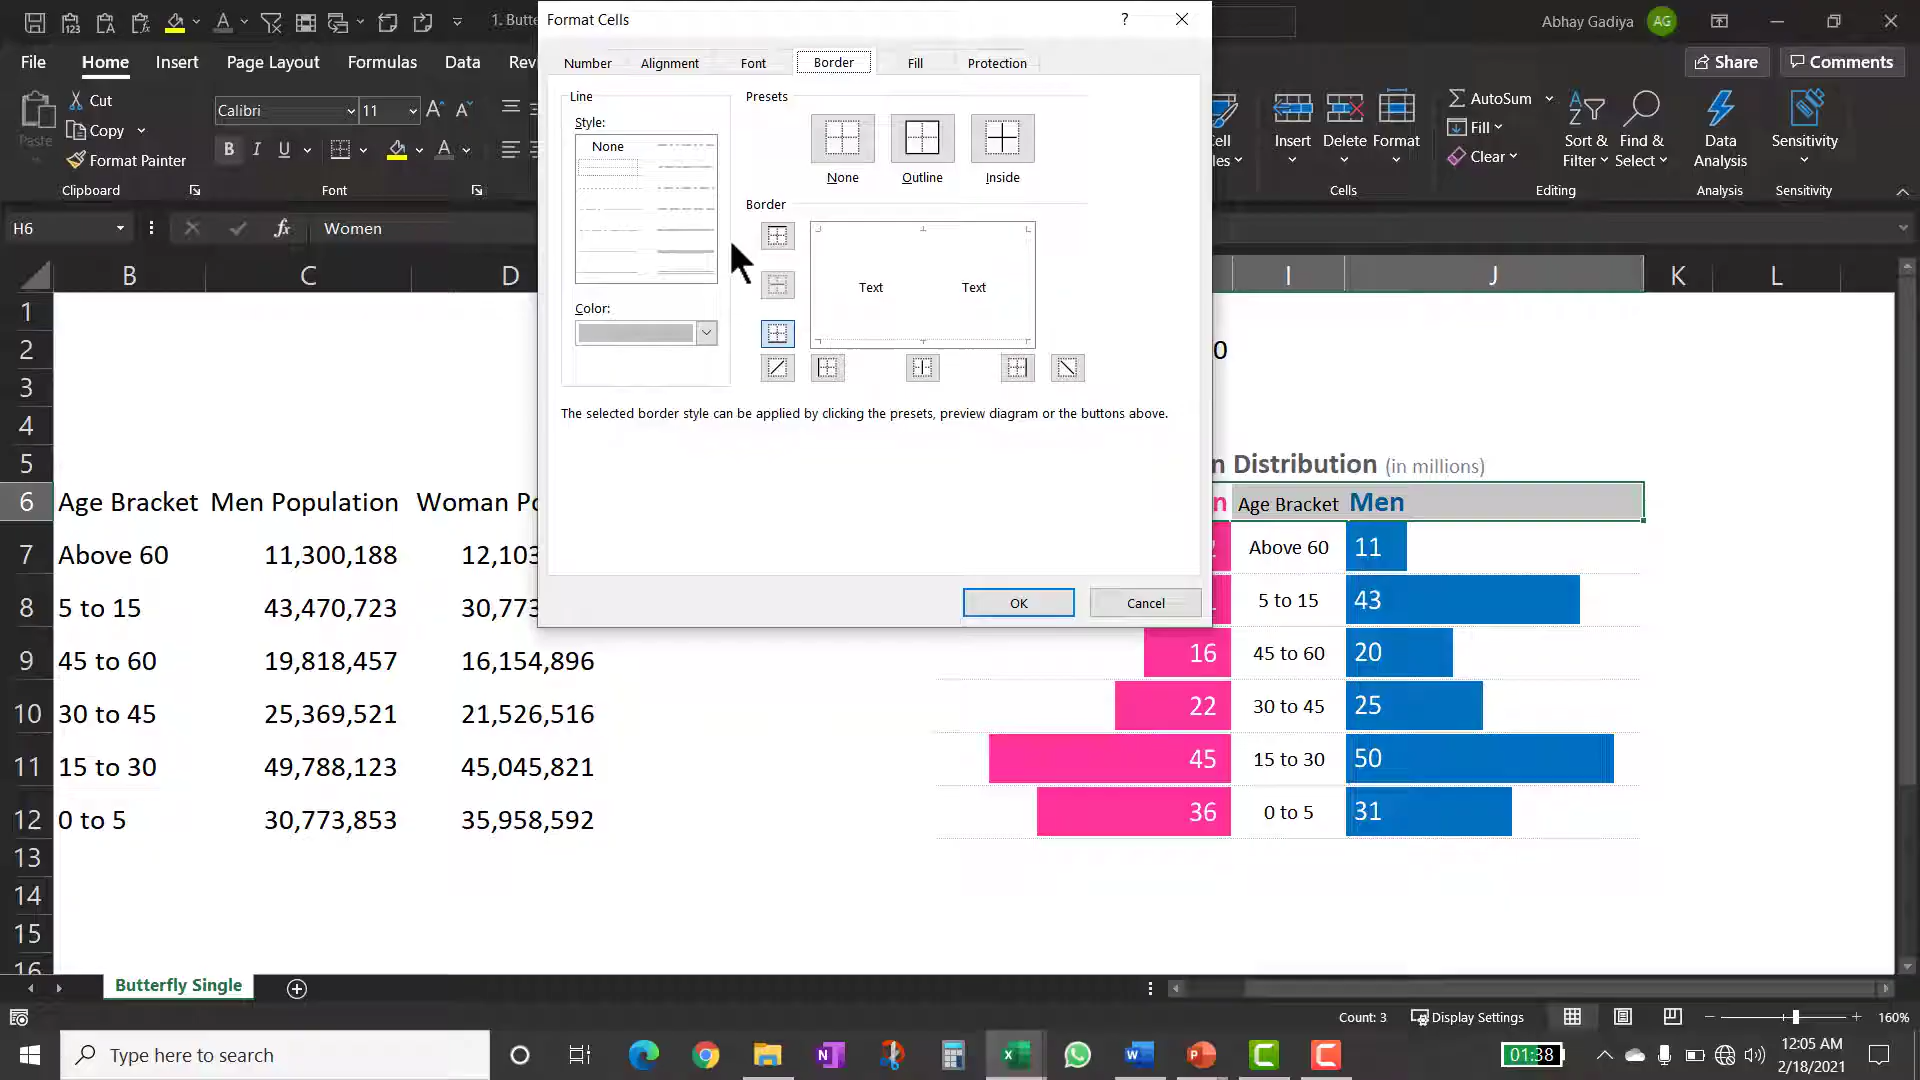 1. Butte
Format Cells
?
Abhay Gadiya
AG
File
Home
Insert
Page Layout
Formulas
Data
Rev
Number
Alignment
Font
Border
Fill
Protection
Share
Comments
Paste
Cut
Copy
Format Painter
Clipboard
Calibri
11
B
I
U
Font
Insert
Delete
Format
Cells
AutoSum
Fill
Clear
Sort &
Filter
Find &
Select
Editing
Data
Analysis
Analysis
Sensitivity
Sensitivity
Line
Style:
None
Color:
Presets
None
Outline
Inside
Border
Text
Text
The selected border style can be applied by clicking the presets, preview diagram or the buttons above.
OK
Cancel
H6
fx
Women
B
C
D
I
J
K
L
1
2
0
3
4
5
n Distribution (in millions)
6
Age Bracket
Men Population
Woman Po
n
Age Bracket
Men
7
Above 60
11,300,188
12,103
Above 60
11
8
5 to 15
43,470,723
30,773
5 to 15
43
9
45 to 60
19,818,457
16,154,896
16
45 to 60
20
10
30 to 45
25,369,521
21,526,516
22
30 to 45
25
11
15 to 30
49,788,123
45,045,821
45
15 to 30
50
12
0 to 5
30,773,853
35,958,592
36
0 to 5
31
13
14
15
16
Butterfly Single
Count: 3
Display Settings
160%
Type here to search
01:38
12:05 AM
2/18/2021